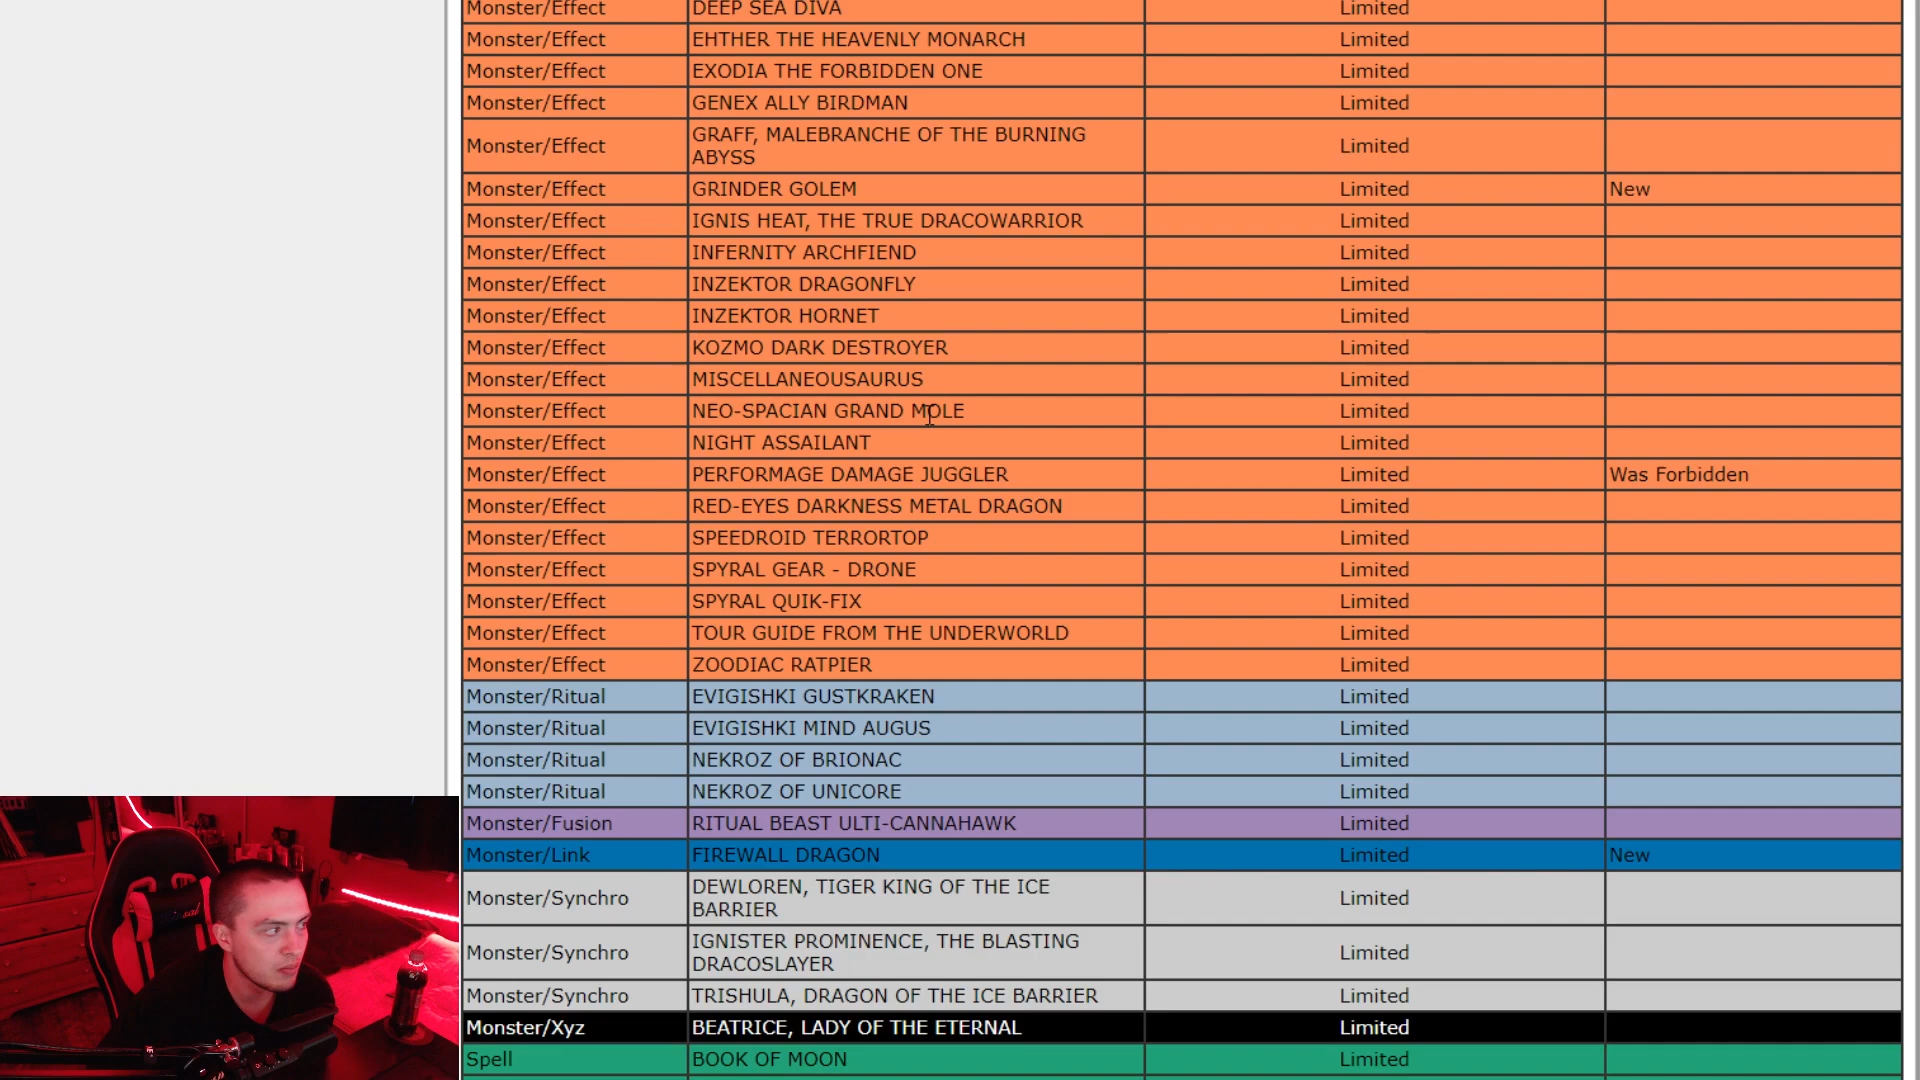 Monster/Effect DEEP SEA DIVA Limited
Monster/Effect EHTHER THE HEAVENLY MONARCH Limited
Monster/Effect EXODIA THE FORBIDDEN ONE Limited
Monster/Effect GENEX ALLY BIRDMAN Limited
Monster/Effect GRAFF, MALEBRANCHE OF THE BURNING
ABYSS Limited
Monster/Effect GRINDER GOLEM Limited New
Monster/Effect IGNIS HEAT, THE TRUE DRACOWARRIOR Limited
Monster/Effect INFERNITY ARCHFIEND Limited
Monster/Effect INZEKTOR DRAGONFLY Limited
Monster/Effect INZEKTOR HORNET Limited
Monster/Effect KOZMO DARK DESTROYER Limited
Monster/Effect MISCELLANEOUSAURUS Limited
Monster/Effect NEO-SPACIAN GRAND MOLE Limited
Monster/Effect NIGHT ASSAILANT Limited
Monster/Effect PERFORMAGE DAMAGE JUGGLER Limited Was Forbidden
Monster/Effect RED-EYES DARKNESS METAL DRAGON Limited
Monster/Effect SPEEDROID TERRORTOP Limited
Monster/Effect SPYRAL GEAR - DRONE Limited
Monster/Effect SPYRAL QUIK-FIX Limited
Monster/Effect TOUR GUIDE FROM THE UNDERWORLD Limited
Monster/Effect ZOODIAC RATPIER Limited
Monster/Ritual EVIGISHKI GUSTKRAKEN Limited
Monster/Ritual EVIGISHKI MIND AUGUS Limited
Monster/Ritual NEKROZ OF BRIONAC Limited
Monster/Ritual NEKROZ OF UNICORE Limited
Monster/Fusion RITUAL BEAST ULTI-CANNAHAWK Limited
Monster/Link FIREWALL DRAGON Limited New
Monster/Synchro DEWLOREN, TIGER KING OF THE ICE
BARRIER Limited
Monster/Synchro IGNISTER PROMINENCE, THE BLASTING
DRACOSLAYER Limited
Monster/Synchro TRISHULA, DRAGON OF THE ICE BARRIER Limited
Monster/Xyz BEATRICE, LADY OF THE ETERNAL Limited
Spell BOOK OF MOON Limited